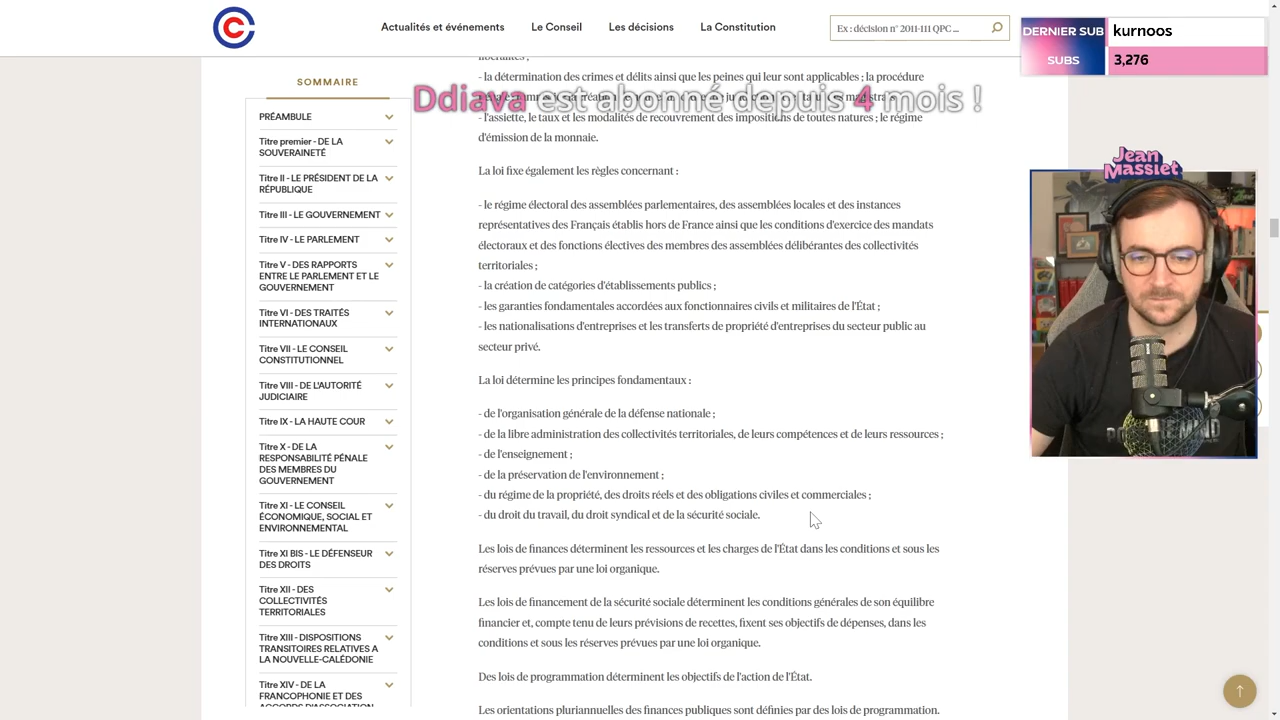 Actualités et événements
Le Conseil
Les décisions
La Constitution
Ex : décision n° 2011-111 QPC ...
DERNIER SUB
kurnoos
SUBS
3,276
Jean
Massiet
Ddiava est abonné depuis 4 mois !
SOMMAIRE
PRÉAMBULE
Titre premier - DE LA
SOUVERAINETÉ
Titre II - LE PRÉSIDENT DE LA
RÉPUBLIQUE
Titre III - LE GOUVERNEMENT
Titre IV - LE PARLEMENT
Titre V - DES RAPPORTS
ENTRE LE PARLEMENT ET LE
GOUVERNEMENT
Titre VI - DES TRAITÉS
INTERNATIONAUX
Titre VII - LE CONSEIL
CONSTITUTIONNEL
Titre VIII - DE L'AUTORITÉ
JUDICIAIRE
Titre IX - LA HAUTE COUR
Titre X - DE LA
RESPONSABILITÉ PÉNALE
DES MEMBRES DU
GOUVERNEMENT
Titre XI - LE CONSEIL
ÉCONOMIQUE, SOCIAL ET
ENVIRONNEMENTAL
Titre XI BIS - LE DÉFENSEUR
DES DROITS
Titre XII - DES
COLLECTIVITÉS
TERRITORIALES
Titre XIII - DISPOSITIONS
TRANSITOIRES RELATIVES A
LA NOUVELLE-CALÉDONIE
Titre XIV - DE LA
FRANCOPHONIE ET DES
ACCORDS D'ASSOCIATION
libéralités ;
- la détermination des crimes et délits ainsi que les peines qui leur sont applicables ; la procédure
- l'assiette, le taux et les modalités de recouvrement des impositions de toutes natures ; le régime
d'émission de la monnaie.
La loi fixe également les règles concernant :
- le régime électoral des assemblées parlementaires, des assemblées locales et des instances
représentatives des Français établis hors de France ainsi que les conditions d'exercice des mandats
électoraux et des fonctions électives des membres des assemblées délibérantes des collectivités
territoriales ;
- la création de catégories d'établissements publics ;
- les garanties fondamentales accordées aux fonctionnaires civils et militaires de l'État ;
- les nationalisations d'entreprises et les transferts de propriété d'entreprises du secteur public au
secteur privé.
La loi détermine les principes fondamentaux :
- de l'organisation générale de la défense nationale ;
- de la libre administration des collectivités territoriales, de leurs compétences et de leurs ressources ;
- de l'enseignement ;
- de la préservation de l'environnement ;
- du régime de la propriété, des droits réels et des obligations civiles et commerciales ;
- du droit du travail, du droit syndical et de la sécurité sociale.
Les lois de finances déterminent les ressources et les charges de l'État dans les conditions et sous les
réserves prévues par une loi organique.
Les lois de financement de la sécurité sociale déterminent les conditions générales de son équilibre
financier et, compte tenu de leurs prévisions de recettes, fixent ses objectifs de dépenses, dans les
conditions et sous les réserves prévues par une loi organique.
Des lois de programmation déterminent les objectifs de l'action de l'État.
Les orientations pluriannuelles des finances publiques sont définies par des lois de programmation.